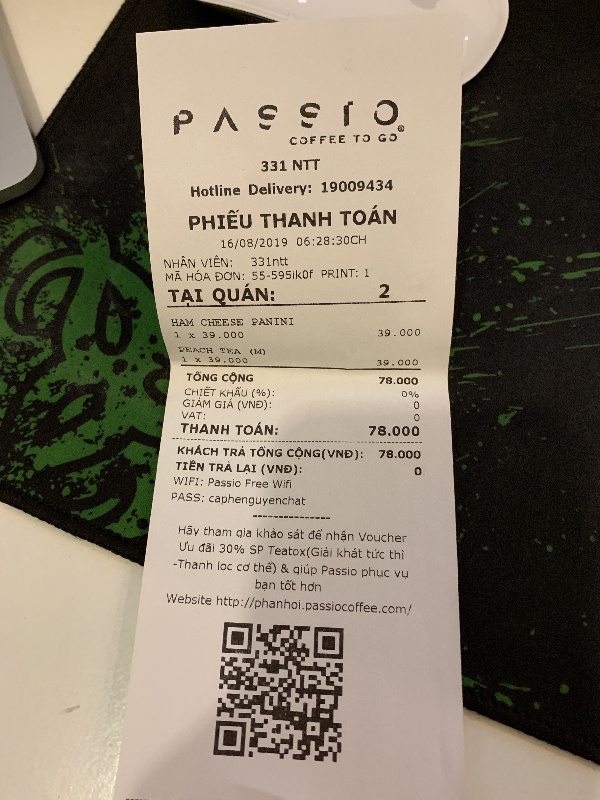 PASSIO®
COFFEE TO GO
331 NTT
Hotline Delivery: 19009434
PHIẾU THANH TOÁN
16/08/2019 06:28:30CH
NHÂN VIÊN: 331ntt
MÃ HÓA ĐƠN: 55-595ik0f PRINT: 1
TẠI QUÁN: 2
HAM CHEESE PANINI
1 x 39.000 39.000
PEACH TEA (M)
1 x 39.000 39.000
TỔNG CỘNG 78.000
CHIẾT KHẤU (%): 0%
GIẢM GIÁ (VNĐ): 0
VAT: 0
THANH TOÁN: 78.000
KHÁCH TRẢ TỔNG CỘNG(VNĐ): 78.000
TIỀN TRẢ LẠI (VNĐ): 0
WIFI: Passio Free Wifi
PASS: caphenguyenchat
---------------
Hãy tham gia khảo sát để nhận Voucher
Ưu đãi 30% SP Teatox(Giải khát tức thì
-Thanh lọc cơ thể) & giúp Passio phục vụ
bạn tốt hơn
Website http://phanhoi.passiocoffee.com/